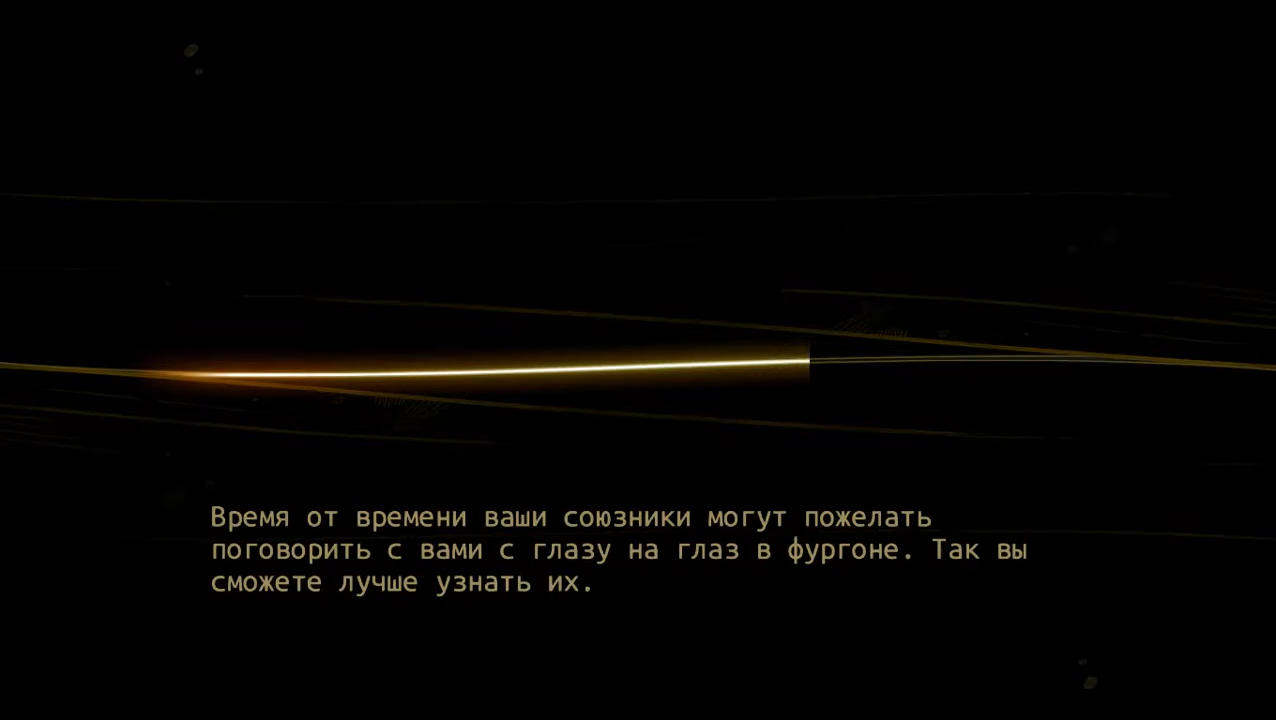 Время от времени ваши союзники могут пожелать
поговорить с вами с глазу на глаз в фургоне. Так вы
сможете лучше узнать их.